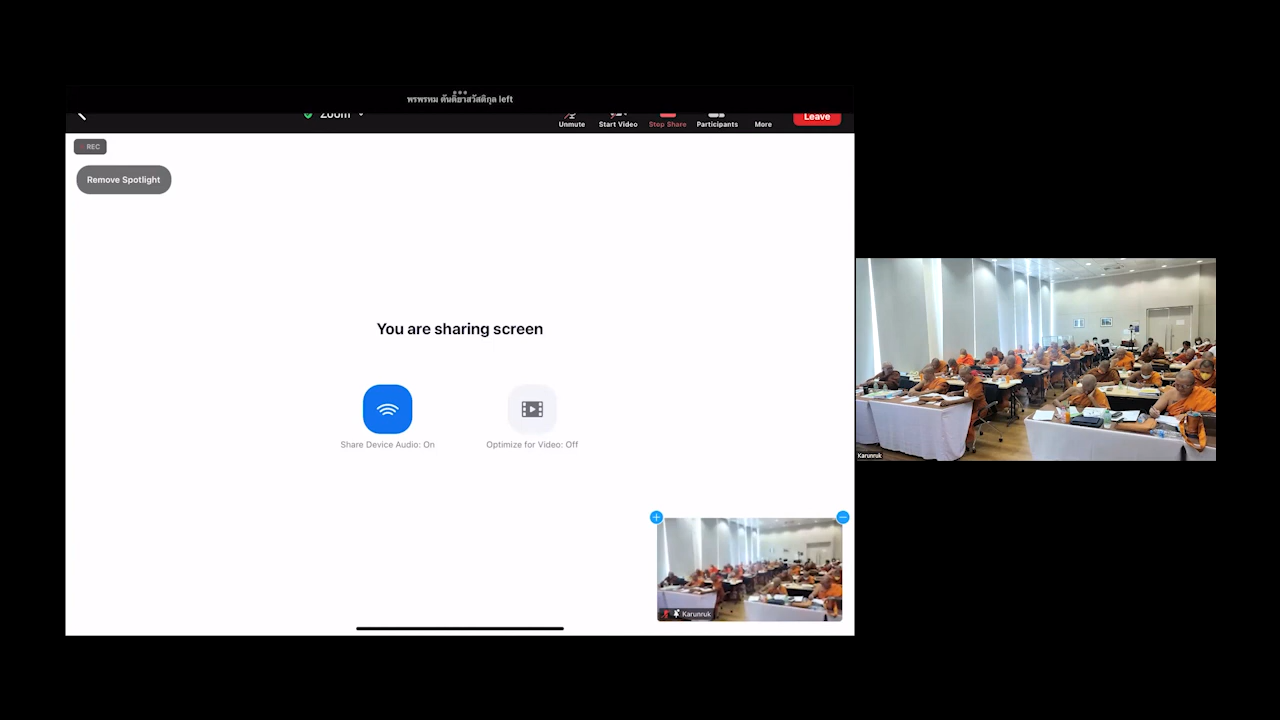 พรพรหม ตันติยาสวัสดิกุล left
Zoom
Unmute
Start Video
Stop Share
Participants
More
Leave
REC
Remove Spotlight
You are sharing screen
Share Device Audio: On
Optimize for Video: Off
Karunruk
Karunruk